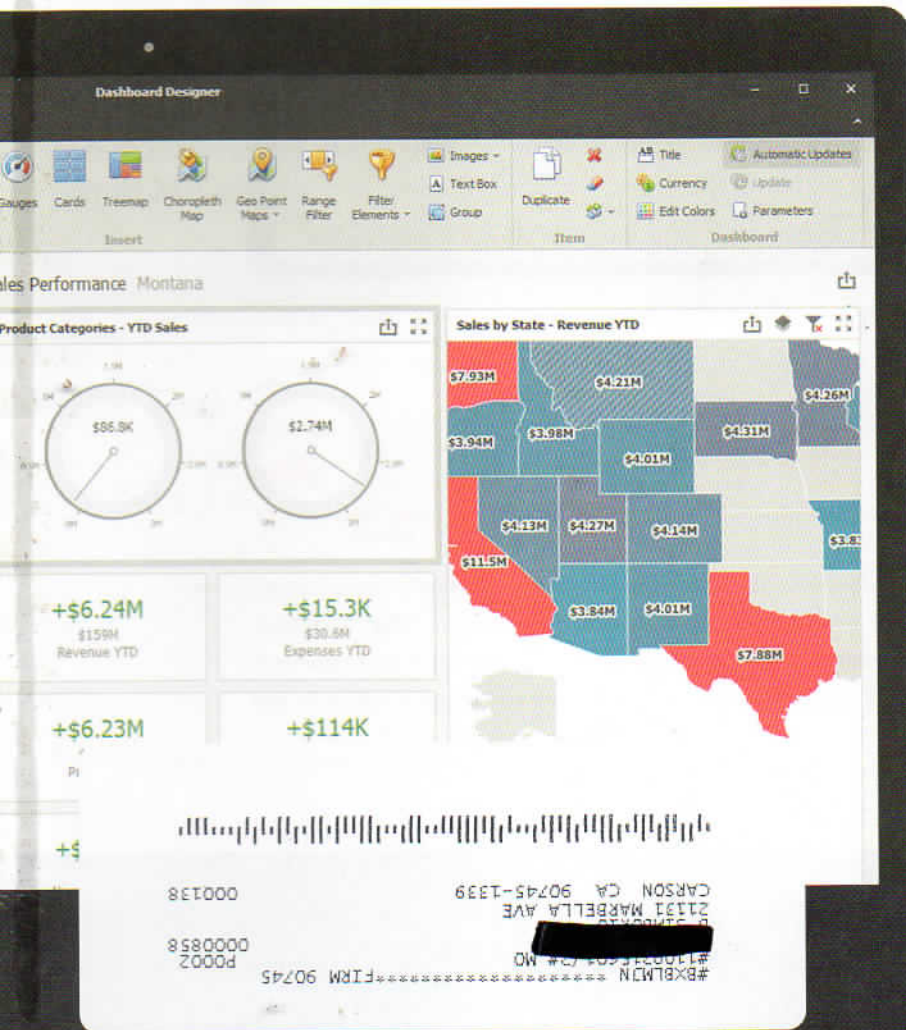 Dashboard Designer
Gauges
Cards
Treemap
Choropleth
Map
Geo Point
Maps
Range
Filter
Filter
Elements
Images
Text Box
Group
Duplicate
Title
Currency
Edit Colors
Automatic Updates
Update
Parameters
Insert
Item
Dashboard
ales Performance Montana
Product Categories - YTD Sales
$86.8K
$2.74M
Sales by State - Revenue YTD
$7.93M
$4.21M
$4.26M
$3.94M
$3.98M
$4.31M
$4.01M
$4.13M
$4.27M
$4.14M
$3.83
$11.5M
$3.84M
$4.01M
$7.88M
+$6.24M
$159M
Revenue YTD
+$15.3K
$30.6M
Expenses YTD
+$6.23M
+$114K
+$
#BXBLMJN ******************FIRM 90745
MO
P0002
0000858
21131 MARBELLA AVE
CARSON CA 90745-1339
000138